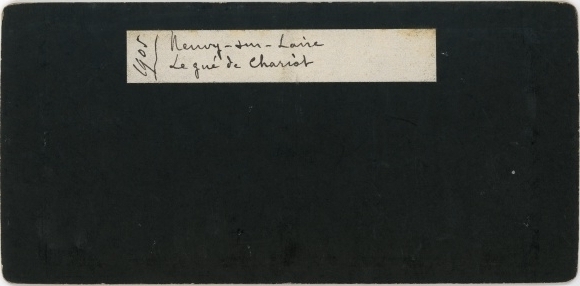 1905
Neuvy-sur-Loire
Le gué de Chariot